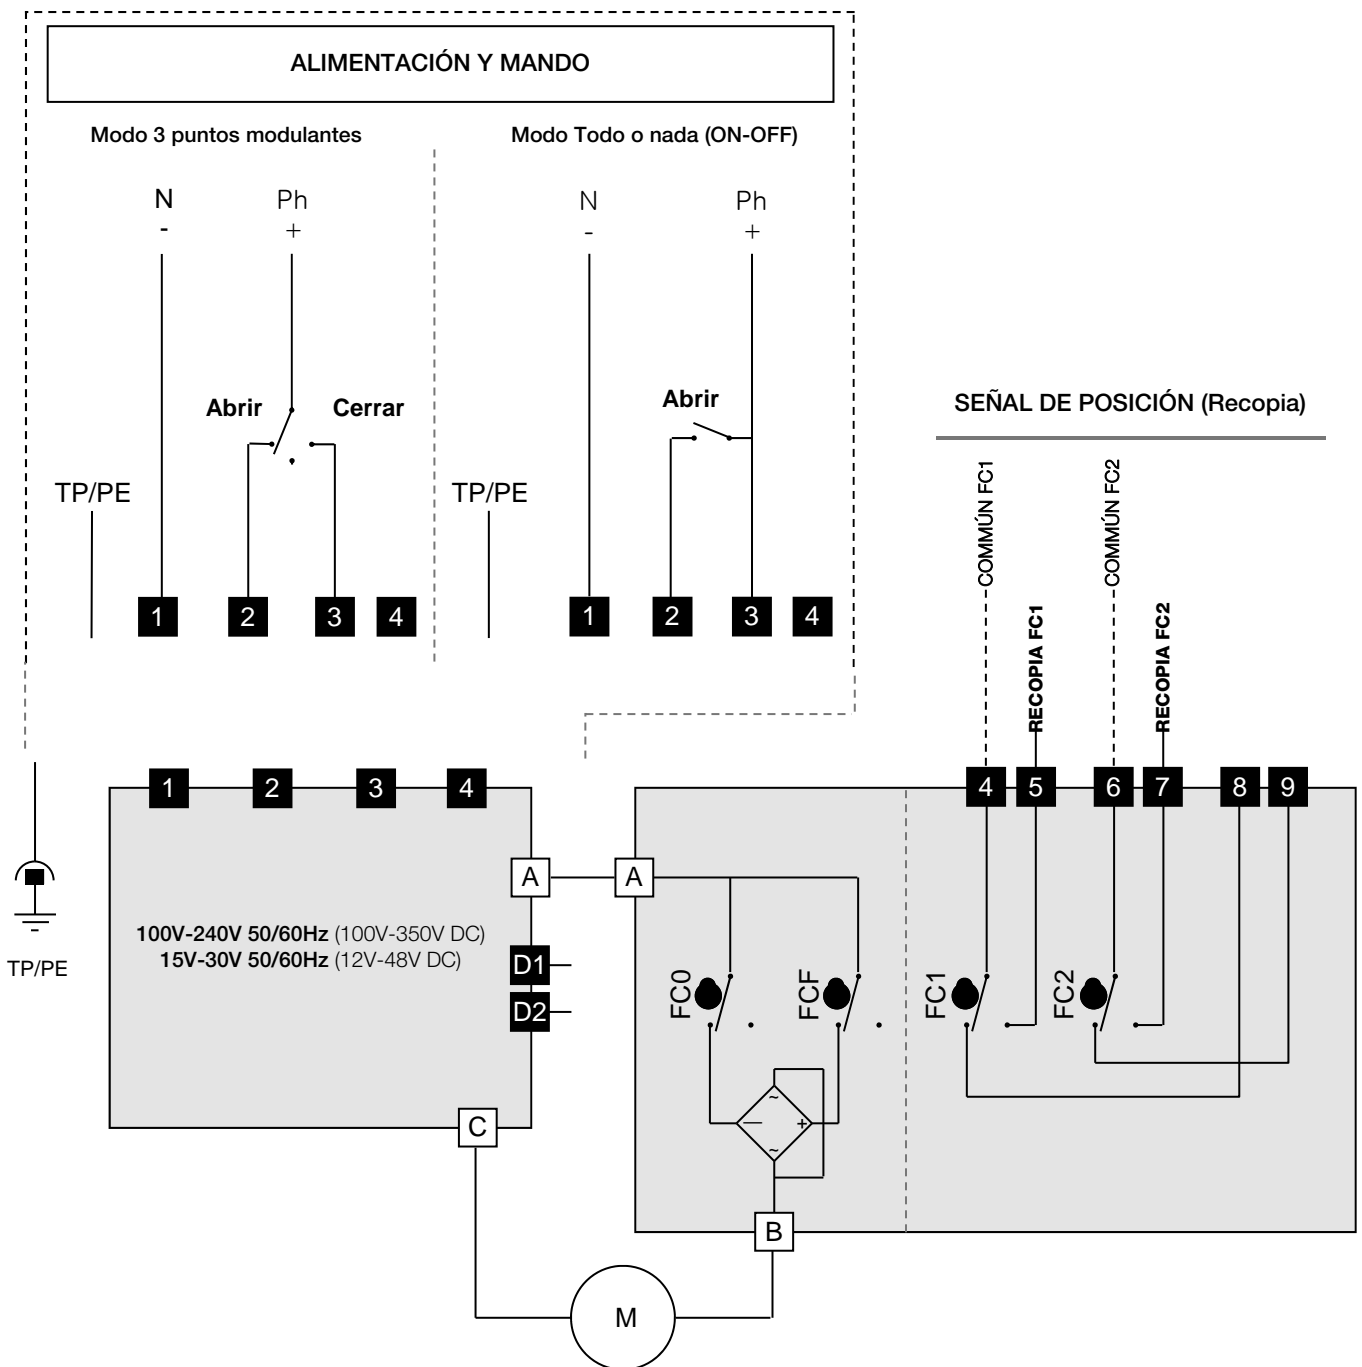 ALIMENTACIÓN Y MANDO
Modo 3 puntos modulantes
Modo Todo o nada (ON-OFF)
N
-
Ph
+
N
-
Ph
+
Abrir
Cerrar
Abrir
TP/PE
TP/PE
1
2
3
4
1
2
3
4
SEÑAL DE POSICIÓN (Recopia)
COMMÚN FC1
RECOPIA FC1
COMMÚN FC2
RECOPIA FC2
1
2
3
4
4
5
6
7
8
9
A
A
100V-240V 50/60Hz (100V-350V DC)
15V-30V 50/60Hz (12V-48V DC)
D1
D2
TP/PE
FC0
FCF
FC1
FC2
~
—
+
~
C
B
M